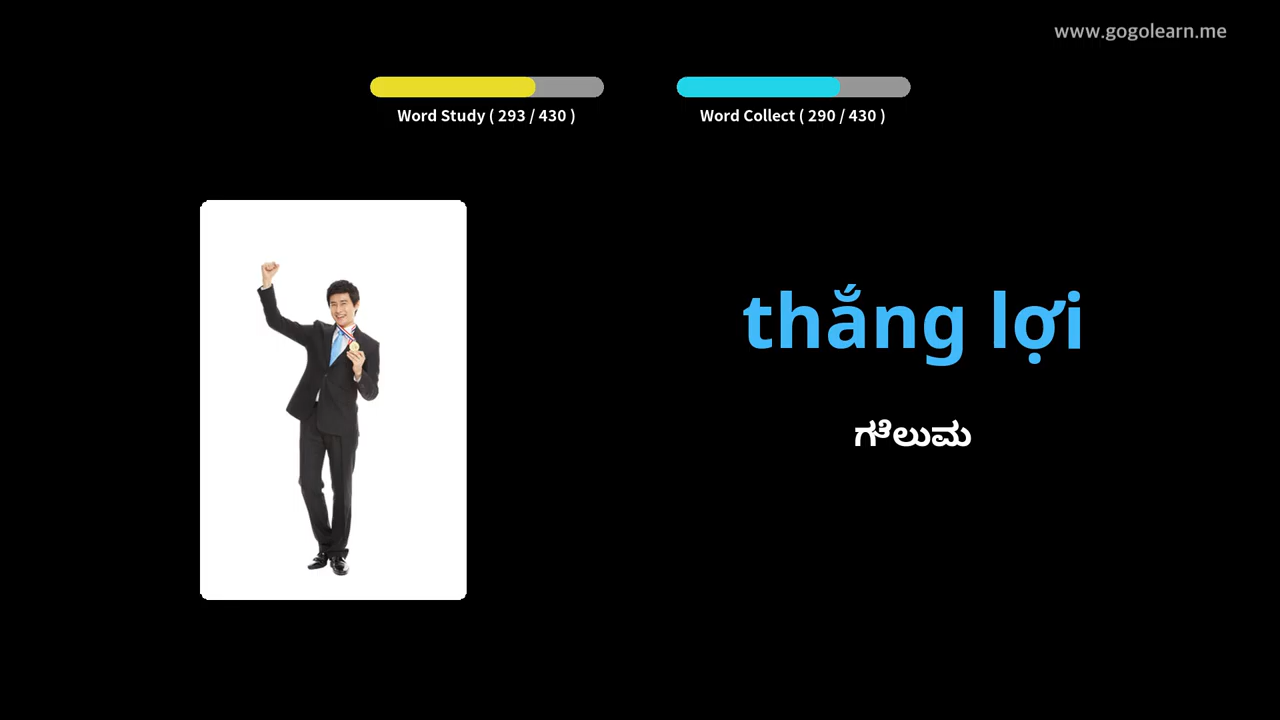 www.gogolearn.me
Word Study ( 293 / 430 )
Word Collect ( 290 / 430 )
thắng lợi
ಗೆಲುವು